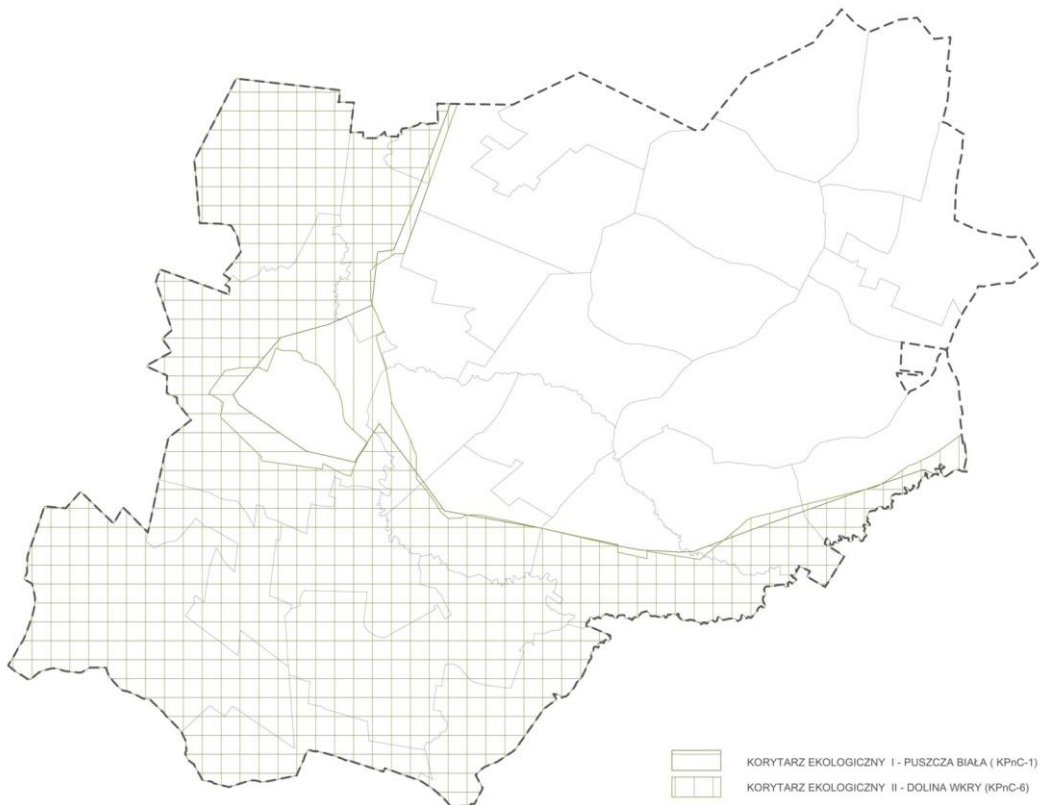 KORYTARZ EKOLOGICZNY I - PUSZCZA BIAŁA ( KPnC-1)
KORYTARZ EKOLOGICZNY II - DOLINA WKRY (KPnC-6)